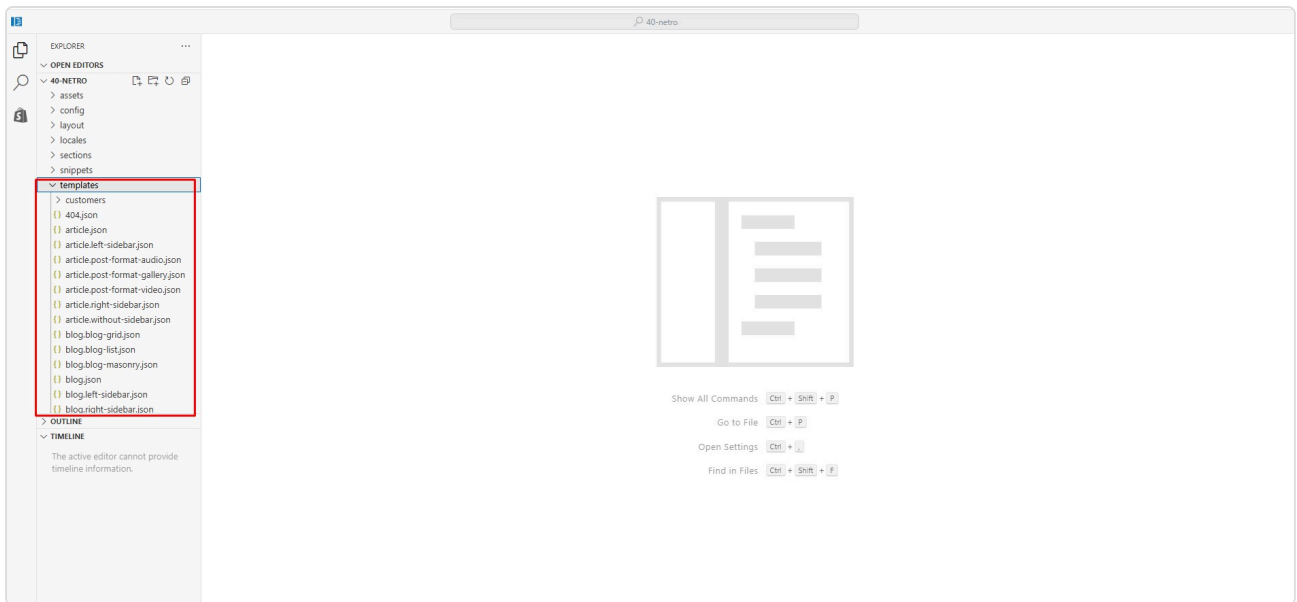 40-netro
EXPLORER
OPEN EDITORS
40-NETRO
assets
config
layout
locales
sections
snippets
templates
customers
404.json
article.json
article.left-sidebar.json
article.post-format-audio.json
article.post-format-gallery.json
article.post-format-video.json
article.right-sidebar.json
article.without-sidebar.json
blog.blog-grid.json
blog.blog-list.json
blog.blog-masonry.json
blog.json
blog.left-sidebar.json
blog.right-sidebar.json
OUTLINE
TIMELINE
The active editor cannot provide
timeline information.
Show All Commands Ctrl + Shift + P
Go to File Ctrl + P
Open Settings Ctrl + ,
Find in Files Ctrl + Shift + F